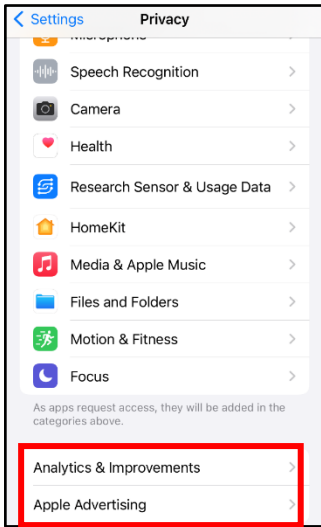 Settings
Privacy
Microphone
Speech Recognition
Camera
Health
Research Sensor & Usage Data
HomeKit
Media & Apple Music
Files and Folders
Motion & Fitness
Focus
As apps request access, they will be added in the
categories above.
Analytics & Improvements
Apple Advertising